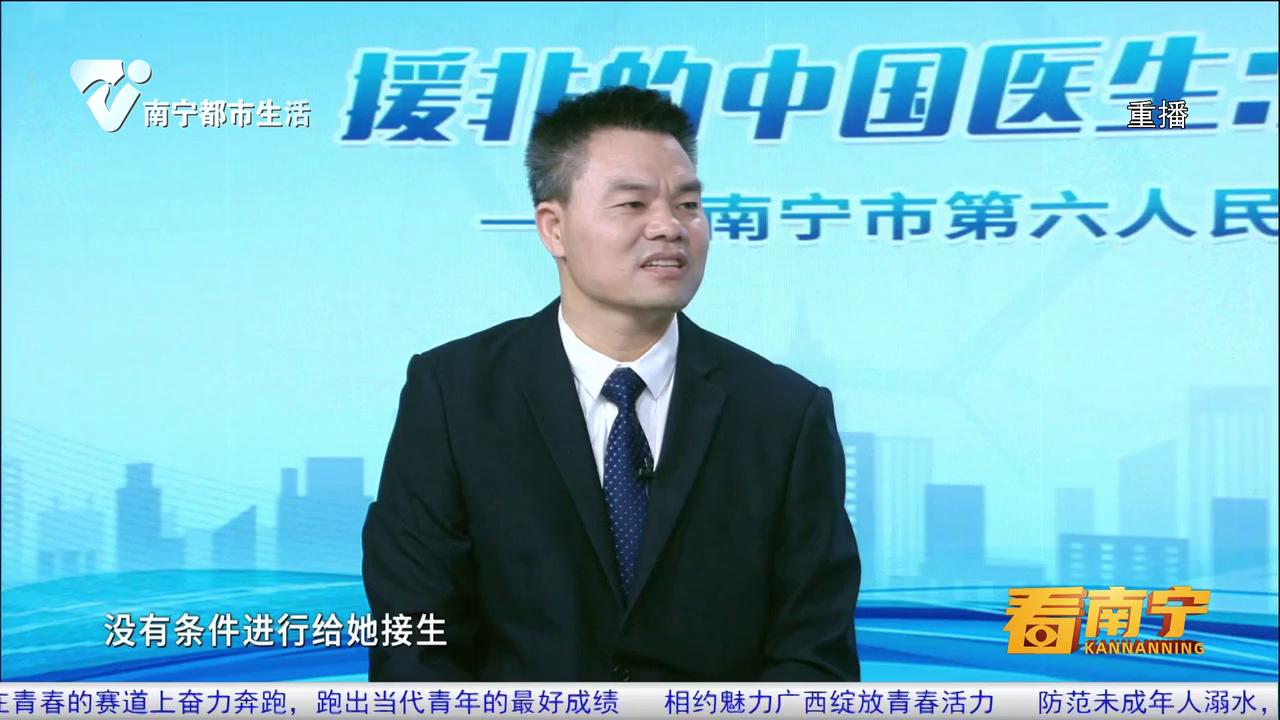 南宁都市生活
援非的中国医生:
重播
南宁市第六人民
没有条件进行给她接生
看南宁
KANNANNING
在青春的赛道上奋力奔跑，跑出当代青年的最好成绩 相约魅力广西绽放青春活力 防范未成年人溺水，